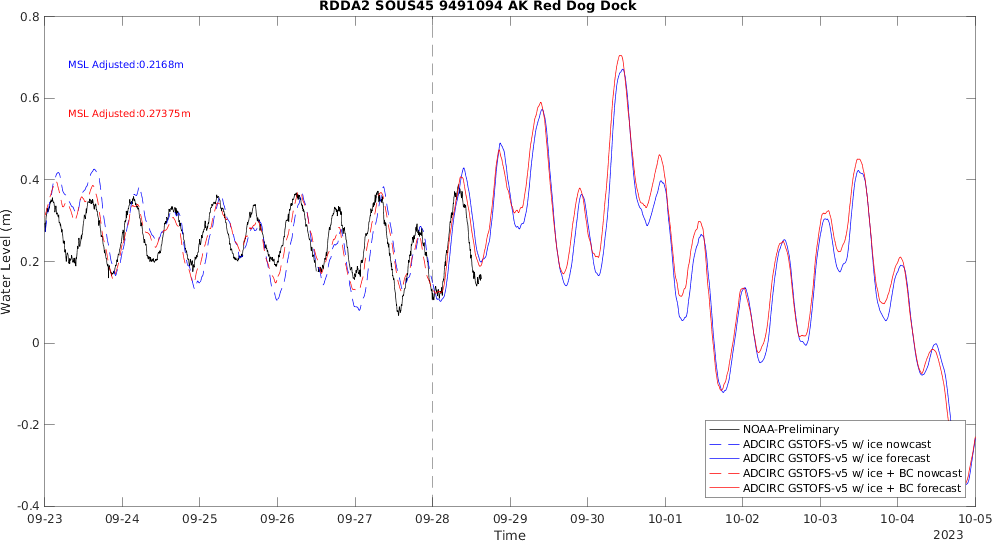 RDDA2 SOUS45 9491094 AK Red Dog Dock
MSL Adjusted:0.2168m
MSL Adjusted:0.27375m
Water Level (m)
0.8
0.6
0.4
0.2
0
-0.2
-0.4
NOAA-Preliminary
ADCIRC GSTOFS-v5 w/ ice nowcast
ADCIRC GSTOFS-v5 w/ ice forecast
ADCIRC GSTOFS-v5 w/ ice + BC nowcast
ADCIRC GSTOFS-v5 w/ ice + BC forecast
09-23 09-24 09-25 09-26 09-27 09-28 09-29 09-30 10-01 10-02 10-03 10-04 10-05
Time
2023